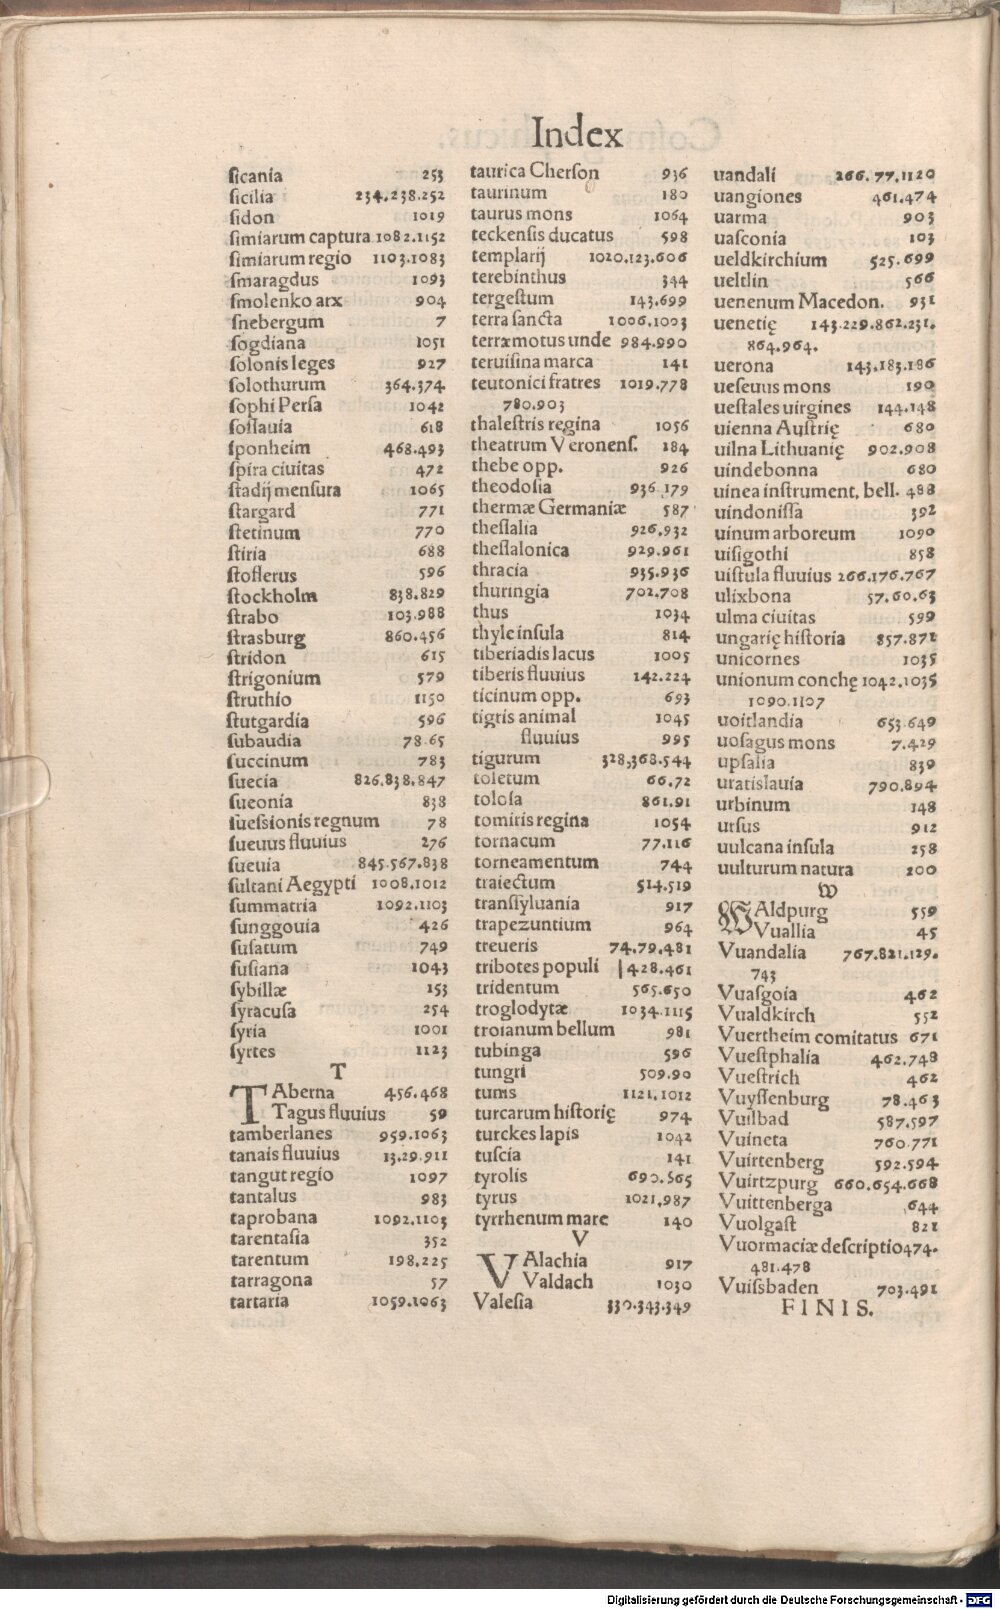 Index
ſicania 253
ſicilia 234.238.252
ſidon 1019
ſimiarum captura 1082.1152
ſimiarum regio 1103.1083
ſmaragdus 1093
ſmolenko arx 904
ſnebergum 7
ſogdiana 1051
ſolonis leges 927
ſolothurum 364.374
ſophi Perſa 1042
ſoſſauia 618
ſponheim 468.493
ſpira ciuitas 472
ſtadij menſura 1065
ſtargard 771
ſtetinum 770
ſtiria 688
ſtoflerus 596
ſtockholm 838.829
ſtrabo 103.988
ſtrasburg 860.456
ſtridon 615
ſtrigonium 579
ſtruthio 1150
ſtutgardia 596
ſubaudia 78.65
ſuccinum 783
ſuecia 826.838.847
ſueonia 838
ſueſsionis regnum 78
ſueuus fluuius 276
ſueuia 845.567.838
ſultani Aegypti 1008.1012
ſummatria 1092.1103
ſunggouia 426
ſuſatum 749
ſuſiana 1043
ſybillæ 153
ſyracuſa 254
ſyria 1001
ſyrtes 1123
T
TAberna 456.468
Tagus fluuius 59
tamberlanes 959.1063
tanais fluuius 13.29.911
tangut regio 1097
tantalus 983
taprobana 1092.1103
tarentaſia 352
tarentum 198.225
tarragona 57
tartaria 1059.1063
taurica Cherſon 936
taurinum 180
taurus mons 1064
teckenſis ducatus 598
templarij 1020.123.606
terebinthus 344
tergeſtum 143.699
terra ſancta 1006.1003
terræmotus unde 984.990
teruiſina marca 141
teutonici fratres 1019.778
780.903
thaleſtris regina 1056
theatrum Veronenſ. 184
thebe opp. 926
theodoſia 936.179
thermæ Germaniæ 587
theſſalia 926.932
theſſalonica 929.961
thracia 935.936
thuringia 702.708
thus 1034
thyle inſula 814
tiberiadis lacus 1005
tiberis fluuius 142.224
ticinum opp. 693
tigris animal 1045
fluuius 995
tigurum 328.368.544
toletum 66.72
toloſa 861.91
tomiris regina 1054
tornacum 77.116
torneamentum 744
traiectum 514.519
tranſyluania 917
trapezuntium 964
treueris 74.79.481
tribotes populi |428.461
tridentum 565.650
troglodytæ 1034.1115
troianum bellum 981
tubinga 596
tungri 509.90
tunis 1121.1012
turcarum hiſtorię 974
turckes lapis 1042
tuſcia 141
tyrolis 690.565
tyrus 1021.987
tyrrhenum mare 140
V
VAlachia 917
Valdach 1030
Valeſia 330.343.349
uandali 266.77.1120
uangiones 461.474
uarma 903
uaſconia 103
ueldkirchium 525.699
ueltlin 566
uenenum Macedon. 931
uenetię 143.229.862.231.
864.964.
uerona 143.183.186
ueſeuus mons 190
ueſtales uirgines 144.148
uienna Auſtrię 680
uilna Lithuanię 902.908
uindebonna 680
uinea inſtrument. bell. 488
uindoniſſa 392
uinum arboreum 1090
uiſigothi 858
uiſtula fluuius 266.176.767
ulixbona 57.60.63
ulma ciuitas 599
ungarię hiſtoria 857.871
unicornes 1035
unionum conchę 1042.1035
1090.1107
uoitlandia 653.649
uoſagus mons 7.429
upſalia 839
uratislauia 790.894
urbinum 148
urſus 912
uulcana inſula 258
uulturum natura 200
W
WAldpurg 559
Vuallia 45
Vuandalia 767.821.129.
743
Vuaſgoia 462
Vualdkirch 552
Vuertheim comitatus 671
Vueſtphalia 462.748
Vueſtrich 462
Vuyſſenburg 78.463
Vuilbad 587.597
Vuineta 760.771
Vuirtenberg 592.594
Vuirtzpurg 660.654.668
Vuittenberga 644
Vuolgaſt 821
Vuormaciæ deſcriptio 474.
481.478
Vuiſsbaden 703.491
FINIS.
Digitalisierung gefördert durch die Deutsche Forschungsgemeinschaft - DFG